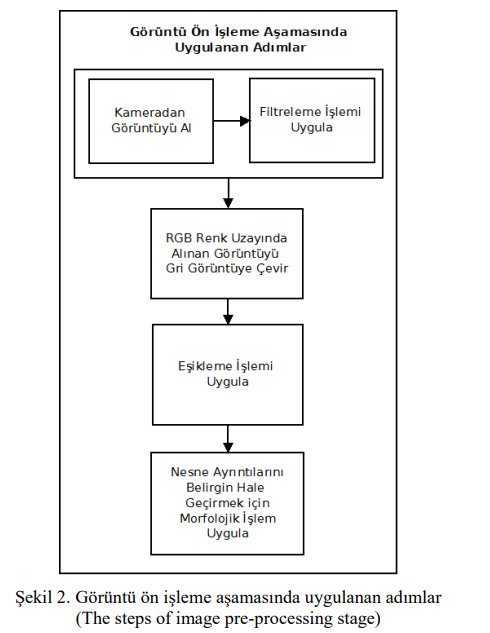 Görüntü Ön İşleme Aşamasında
Uygulanan Adımlar
Kameradan
Görüntüyü Al
Filtreleme İşlemi
Uygula
RGB Renk Uzayında
Alınan Görüntüyü
Gri Görüntüye Çevir
Eşikleme İşlemi
Uygula
Nesne Ayrıntılarını
Belirgin Hale
Geçirmek için
Morfolojik İşlem
Uygula
Şekil 2. Görüntü ön işleme aşamasında uygulanan adımlar
(The steps of image pre-processing stage)